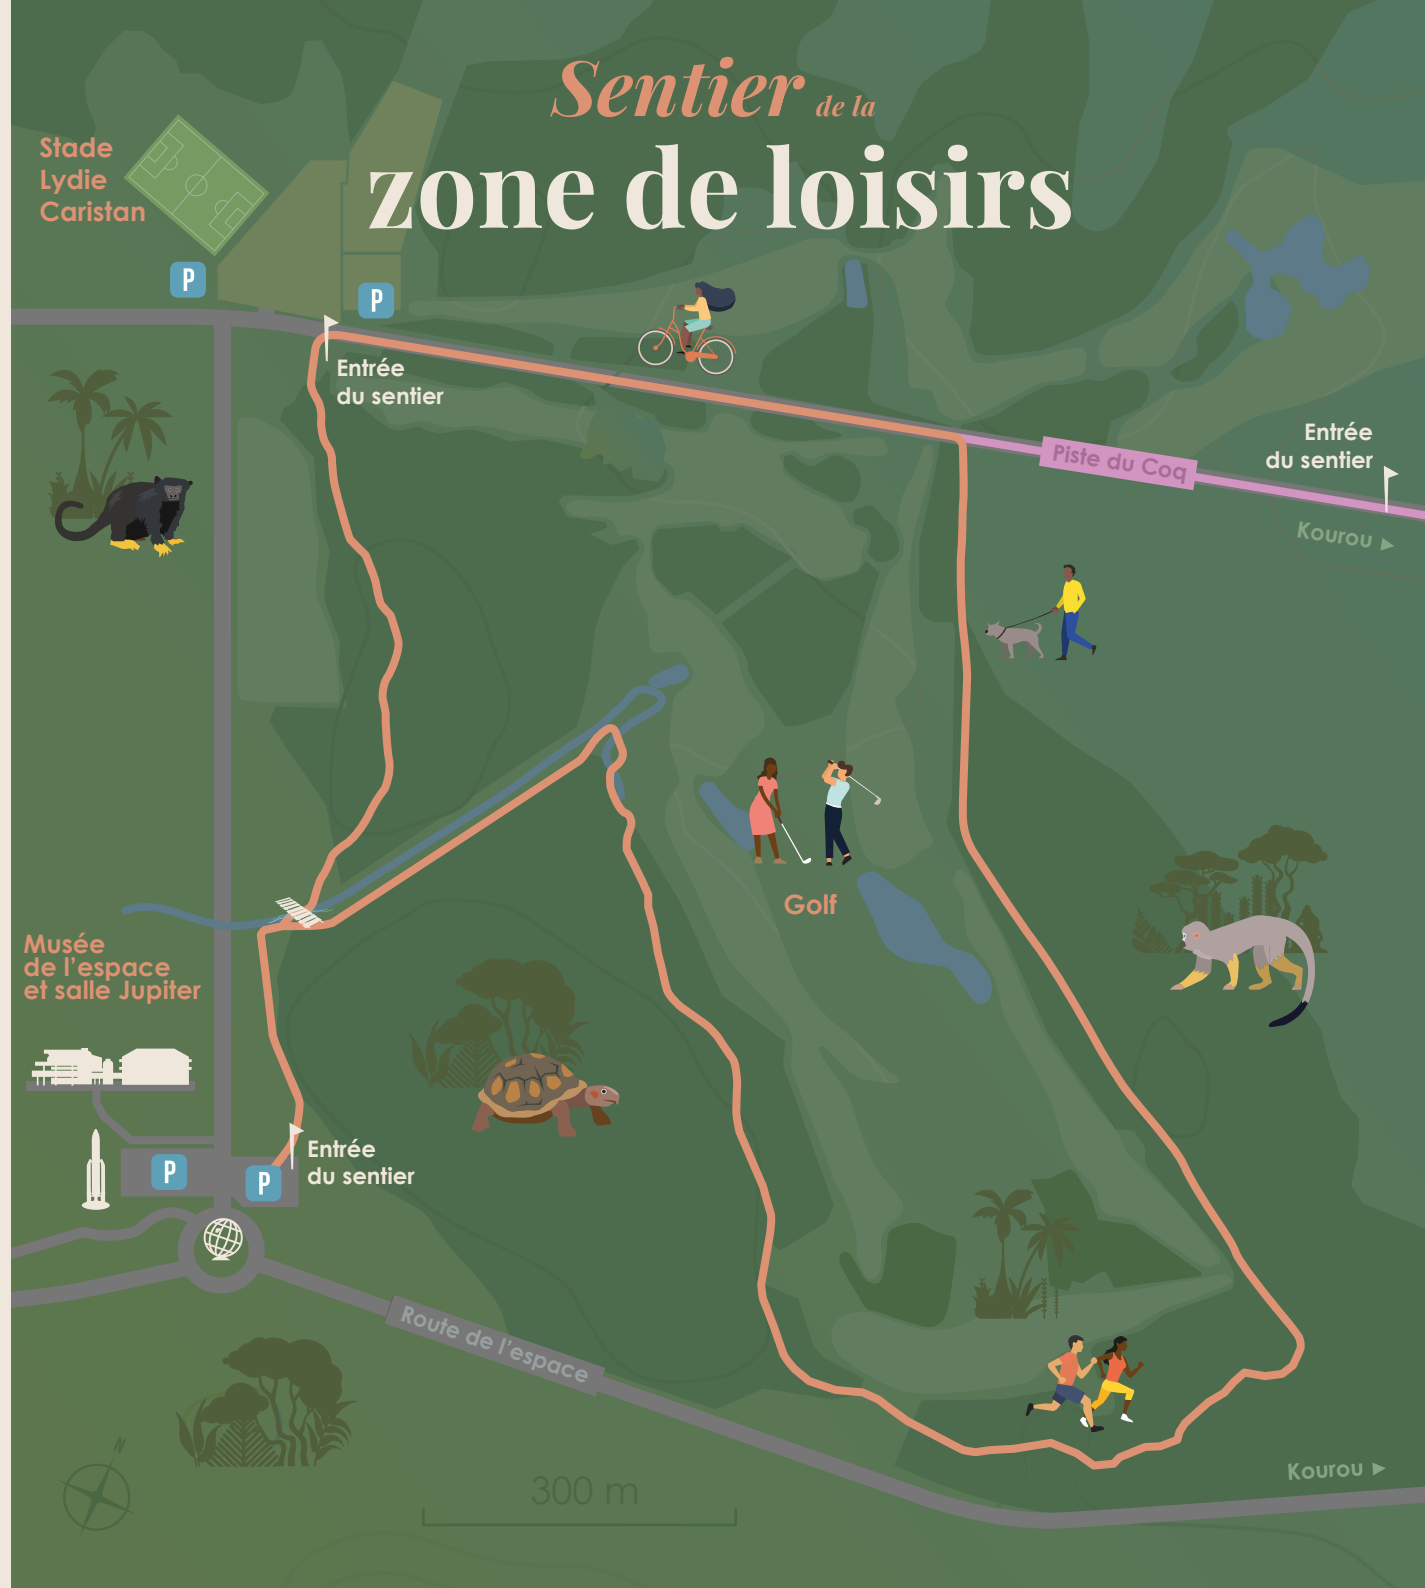 Sentier de la
zone de loisirs
Stade
Lydie
Caristan
P
P
Entrée
du sentier
Entrée
du sentier
Piste du Coq
Kourou ►
Golf
Musée
de l’espace
et salle Jupiter
Entrée
du sentier
P
P
Route de l’espace
N
300 m
Kourou ►